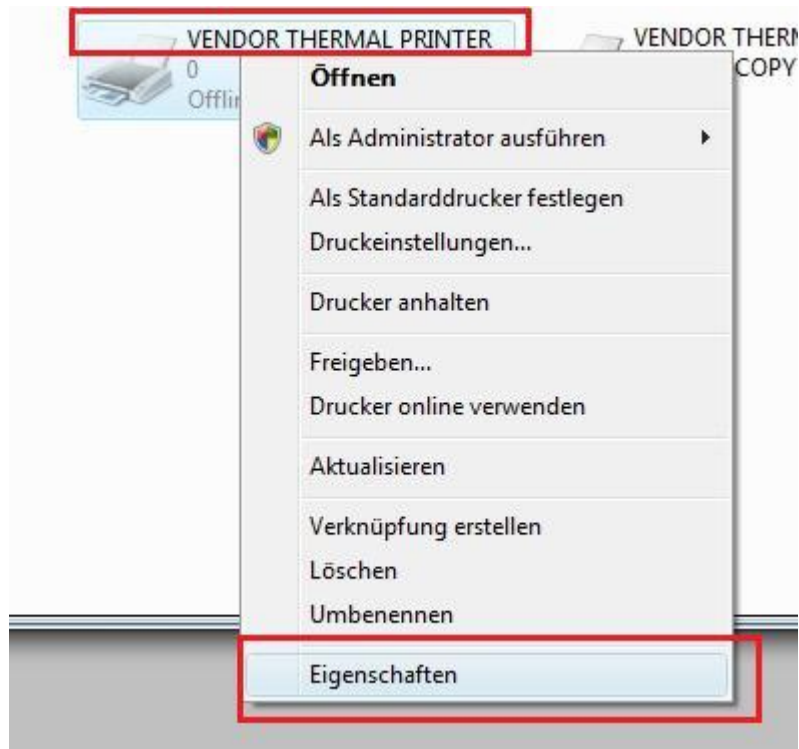 VENDOR THERMAL PRINTER
0
Offlin
VENDOR THERM
COPY
Öffnen
Als Administrator ausführen
Als Standarddrucker festlegen
Druckeinstellungen...
Drucker anhalten
Freigeben...
Drucker online verwenden
Aktualisieren
Verknüpfung erstellen
Löschen
Umbenennen
Eigenschaften